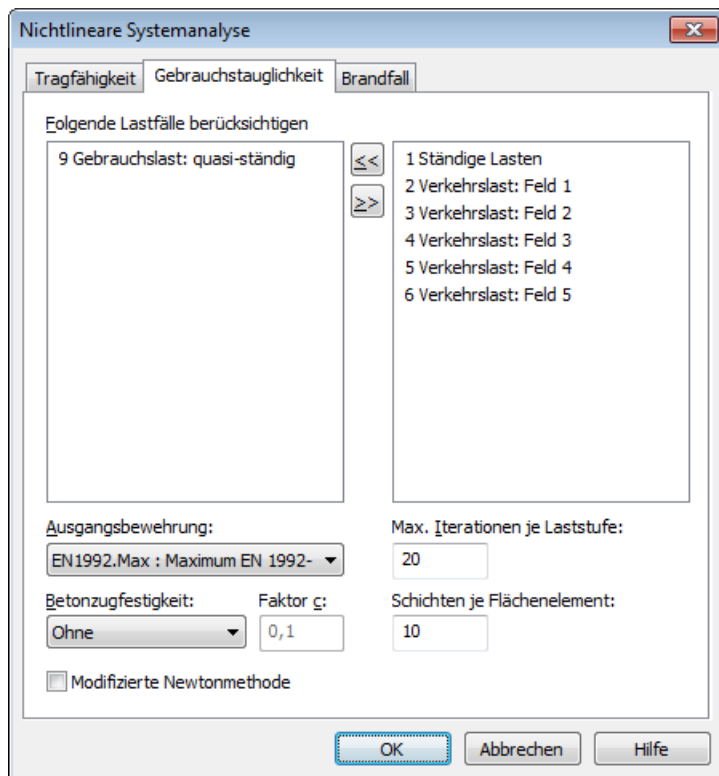 Nichtlineare Systemanalyse
Tragfähigkeit Gebrauchstauglichkeit Brandfall
Folgende Lastfälle berücksichtigen
9 Gebrauchslast: quasi-ständig
<<
>>
1 Ständige Lasten
2 Verkehrslast: Feld 1
3 Verkehrslast: Feld 2
4 Verkehrslast: Feld 3
5 Verkehrslast: Feld 4
6 Verkehrslast: Feld 5
Ausgangsbewehrung:
EN1992.Max : Maximum EN 1992-
Max. Iterationen je Laststufe:
20
Betonzugfestigkeit:
Ohne
Faktor c:
0,1
Schichten je Flächenelement:
10
Modifizierte Newtonmethode
OK Abbrechen Hilfe